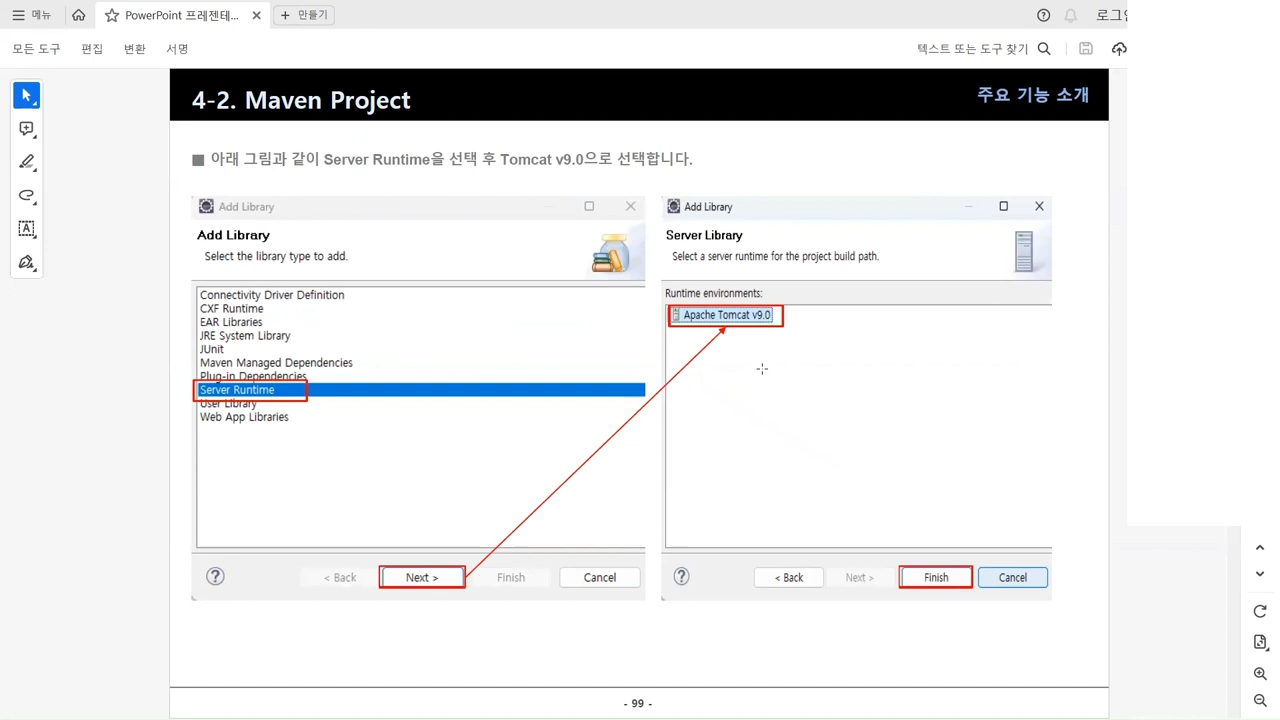 메뉴
PowerPoint 프레젠테...
만들기
모든 도구
편집
변환
서명
텍스트 또는 도구 찾기
4-2. Maven Project
주요 기능 소개
■ 아래 그림과 같이 Server Runtime을 선택 후 Tomcat v9.0으로 선택합니다.
Add Library
Add Library
Select the library type to add.
Connectivity Driver Definition
CXF Runtime
EAR Libraries
JRE System Library
JUnit
Maven Managed Dependencies
Plug-in Dependencies
Server Runtime
User Library
Web App Libraries
< Back
Next >
Finish
Cancel
Add Library
Server Library
Select a server runtime for the project build path.
Runtime environments:
Apache Tomcat v9.0
< Back
Next >
Finish
Cancel
- 99 -